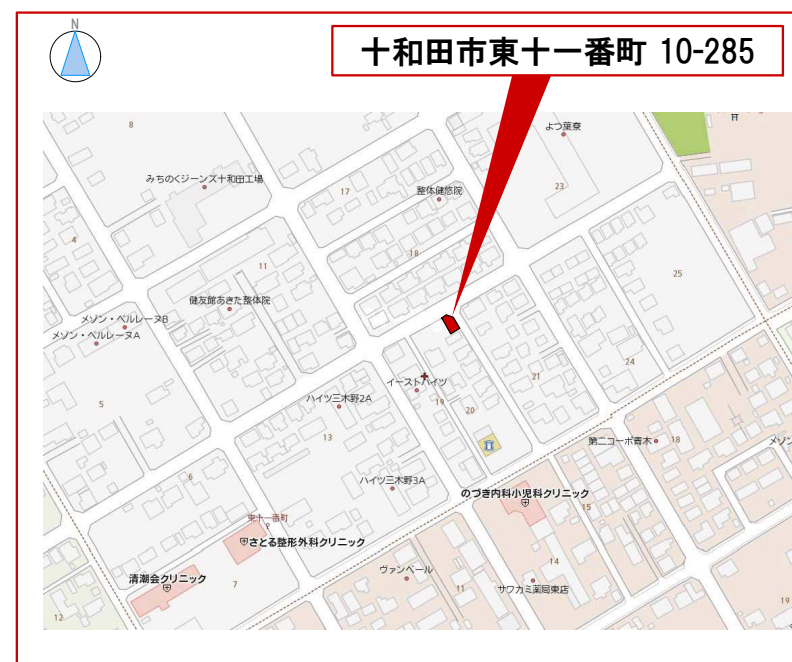 N
十和田市東十一番町 10-285
8
よつ葉寮
みちのくジーンズ十和田工場
17
整体健悠院
23
4
18
11
25
健友館あきた整体院
メゾン・ベルレーヌB
メゾン・ベルレーヌA
24
イーストハイツ
21
5
ハイツ三木野2A
19
20
13
第二コーポ青木
18
メゾン
6
ハイツ三木野3A
のづき内科小児科クリニック
15
東十一番町
さとる整形外科クリニック
ヴァンベール
14
清潮会クリニック
7
11
サワカミ薬局東店
19
12